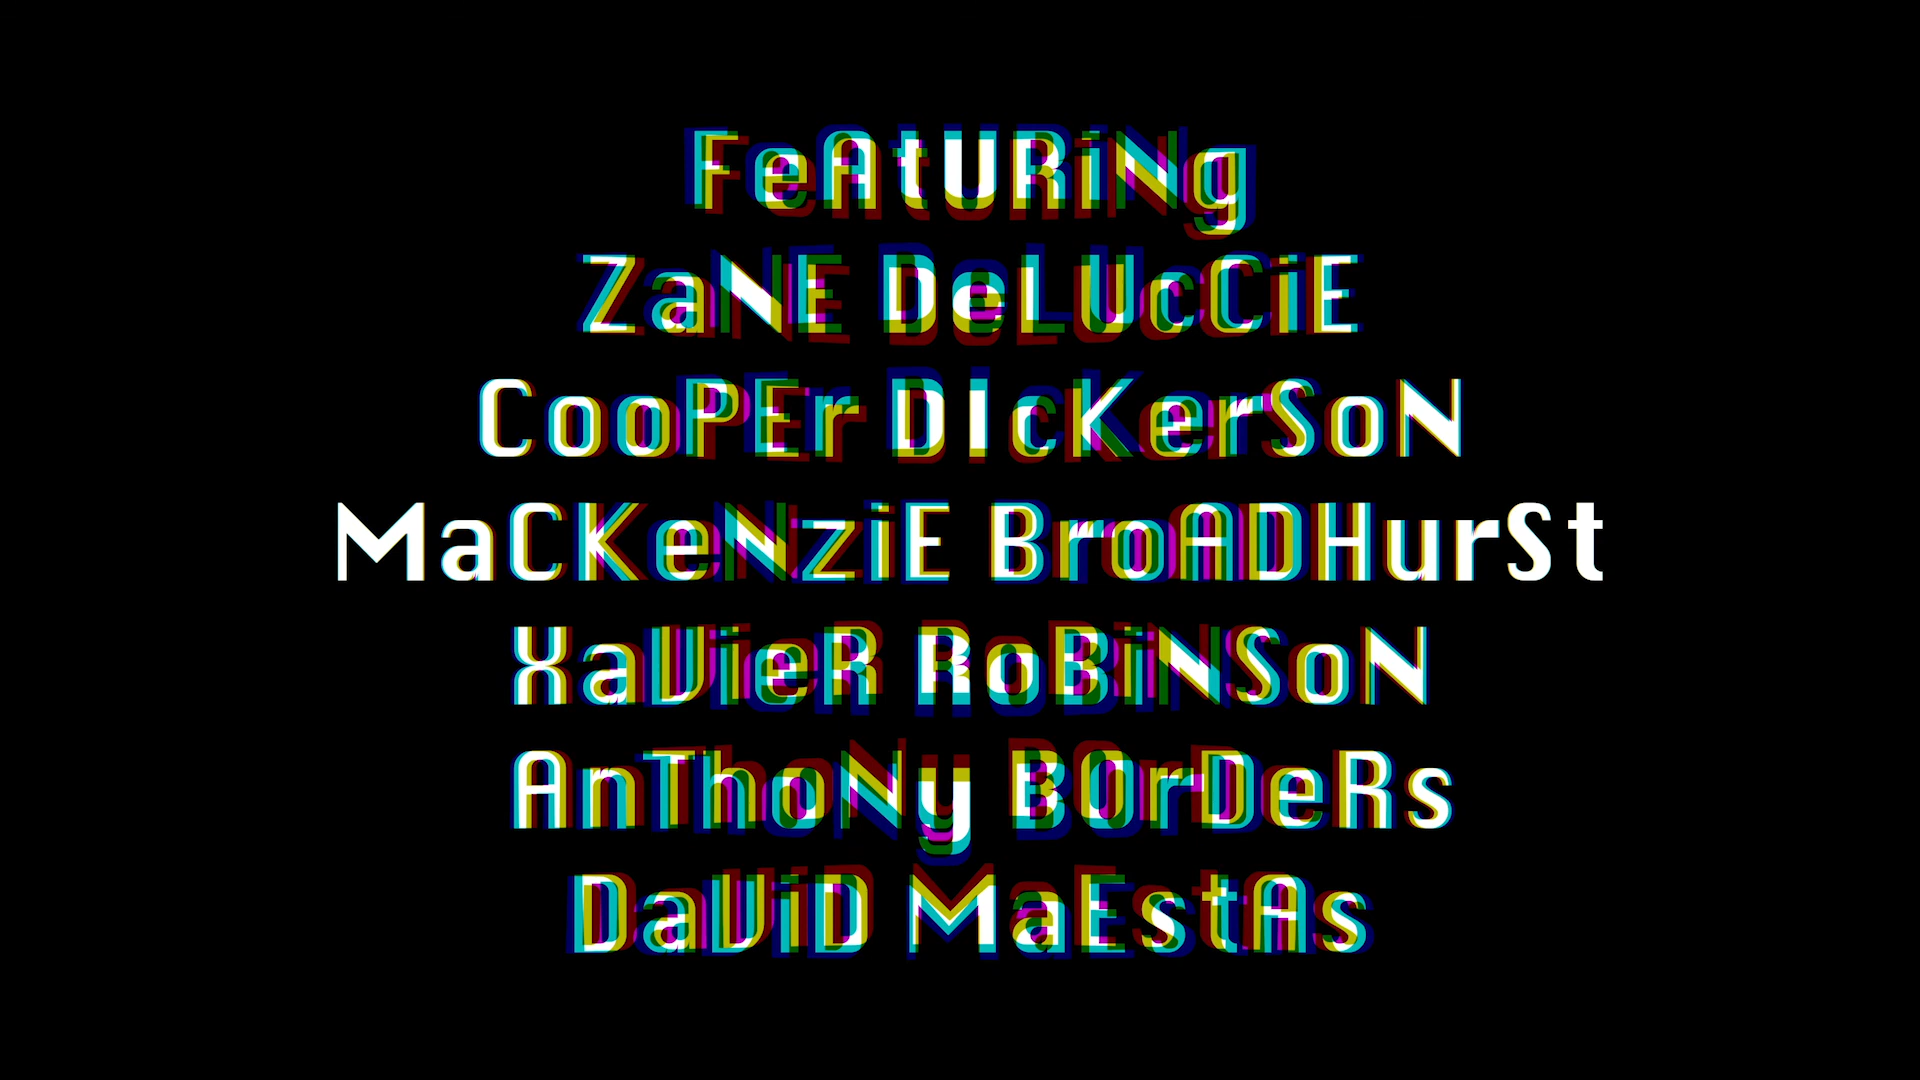 FeAtURiNg
ZaNE DeLUcCiE
CooPEr DIcKerSoN
MaCKeNziE BroADHurSt
XaVieR RoBiNSoN
AnThoNy BOrDeRs
DaViD MaEstAs